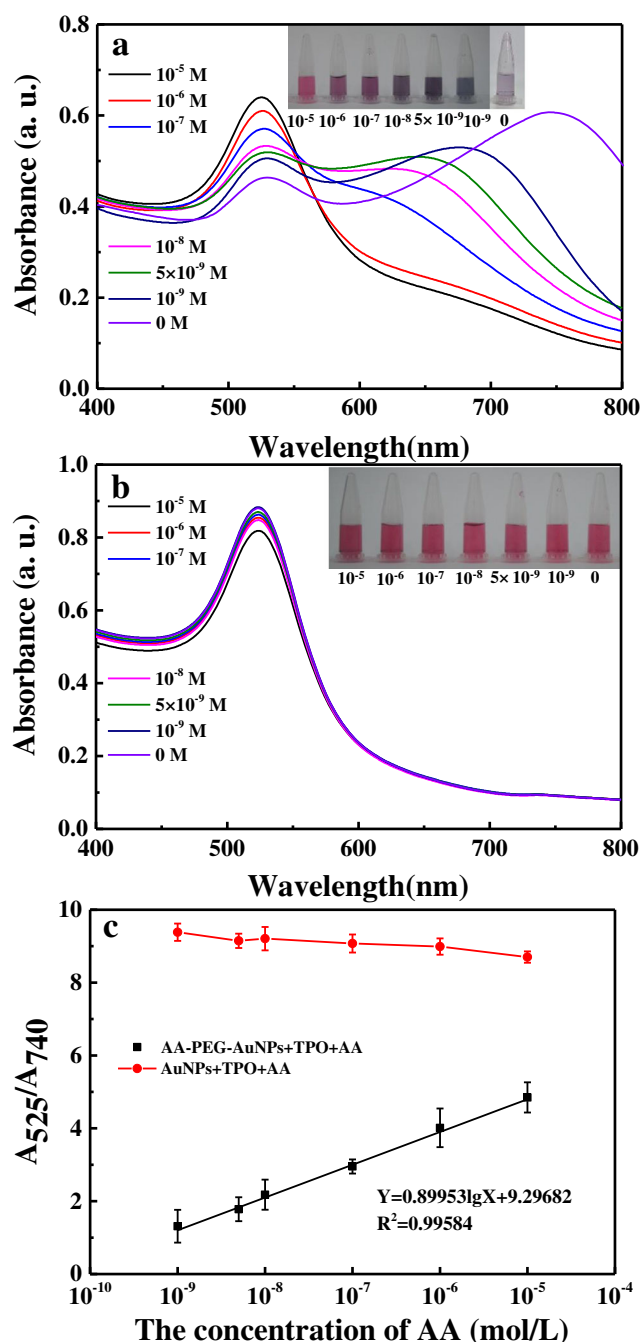 a
0.8
0.6
0.4
0.2
0.0
Absorbance (a. u.)
10⁻⁵ M
10⁻⁶ M
10⁻⁷ M
10⁻⁸ M
5×10⁻⁹ M
10⁻⁹ M
0 M
10⁻⁵ 10⁻⁶ 10⁻⁷ 10⁻⁸ 5× 10⁻⁹ 10⁻⁹ 0
400 500 600 700 800
Wavelength(nm)
b
1.0
0.8
0.6
0.4
0.2
0.0
Absorbance (a. u.)
10⁻⁵ M
10⁻⁶ M
10⁻⁷ M
10⁻⁸ M
5×10⁻⁹ M
10⁻⁹ M
0 M
10⁻⁵ 10⁻⁶ 10⁻⁷ 10⁻⁸ 5× 10⁻⁹ 10⁻⁹ 0
400 500 600 700 800
Wavelength(nm)
c
10
8
6
4
2
0
A₅₂₅/A₇₄₀
AA-PEG-AuNPs+TPO+AA
AuNPs+TPO+AA
Y=0.89953lgX+9.29682
R²=0.99584
10⁻¹⁰ 10⁻⁹ 10⁻⁸ 10⁻⁷ 10⁻⁶ 10⁻⁵ 10⁻⁴
The concentration of AA (mol/L)